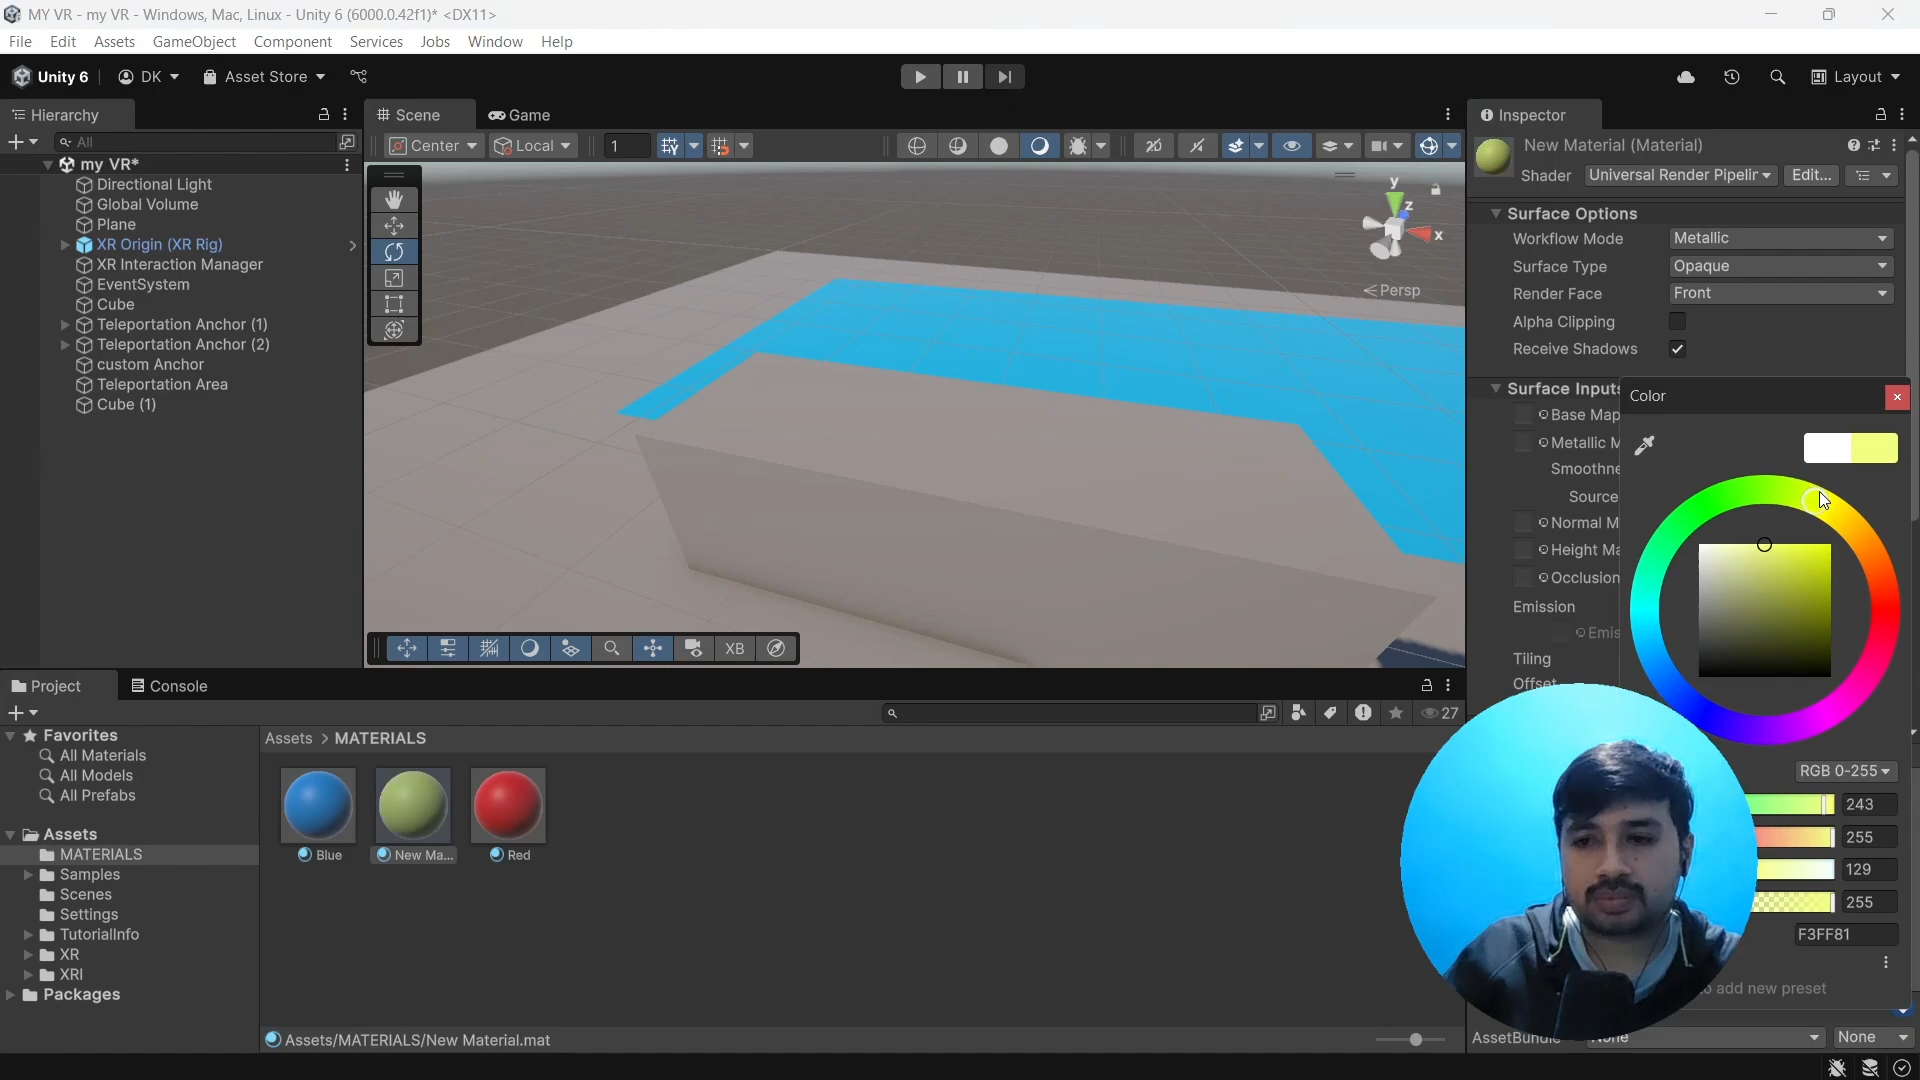 MY VR - my VR - Windows, Mac, Linux - Unity 6 (6000.0.42f1)* <DX11>
File Edit Assets GameObject Component Services Jobs Window Help
Unity 6 DK Asset Store Layout
Hierarchy
All
my VR*
Directional Light
Global Volume
Plane
XR Origin (XR Rig)
XR Interaction Manager
EventSystem
Cube
Teleportation Anchor (1)
Teleportation Anchor (2)
custom Anchor
Teleportation Area
Cube (1)
Scene Game
Center Local 1 2D
y
z
x
Persp
XB
Inspector
New Material (Material)
Shader Universal Render Pipelir Edit...
Surface Options
Workflow Mode Metallic
Surface Type Opaque
Render Face Front
Alpha Clipping
Receive Shadows
Surface Inputs
Base Map
Metallic M
Smoothne
Source
Normal M
Height Ma
Occlusion
Emission
Emis
Tiling
Offset
Color
RGB 0-255
243
255
129
255
F3FF81
o add new preset
AssetBundle None None
Project Console
27
Favorites
All Materials
All Models
All Prefabs
Assets
MATERIALS
Samples
Scenes
Settings
TutorialInfo
XR
XRI
Packages
Assets > MATERIALS
Blue New Ma... Red
Assets/MATERIALS/New Material.mat